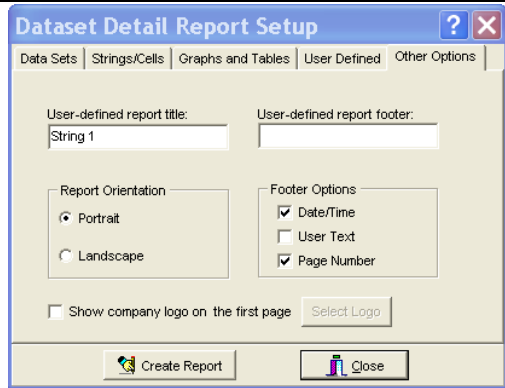 Dataset Detail Report Setup
Data Sets Strings/Cells Graphs and Tables User Defined Other Options
User-defined report title: User-defined report footer:
String 1
Report Orientation Footer Options
Portrait Date/Time
User Text
Landscape Page Number
Show company logo on the first page Select Logo
Create Report Close